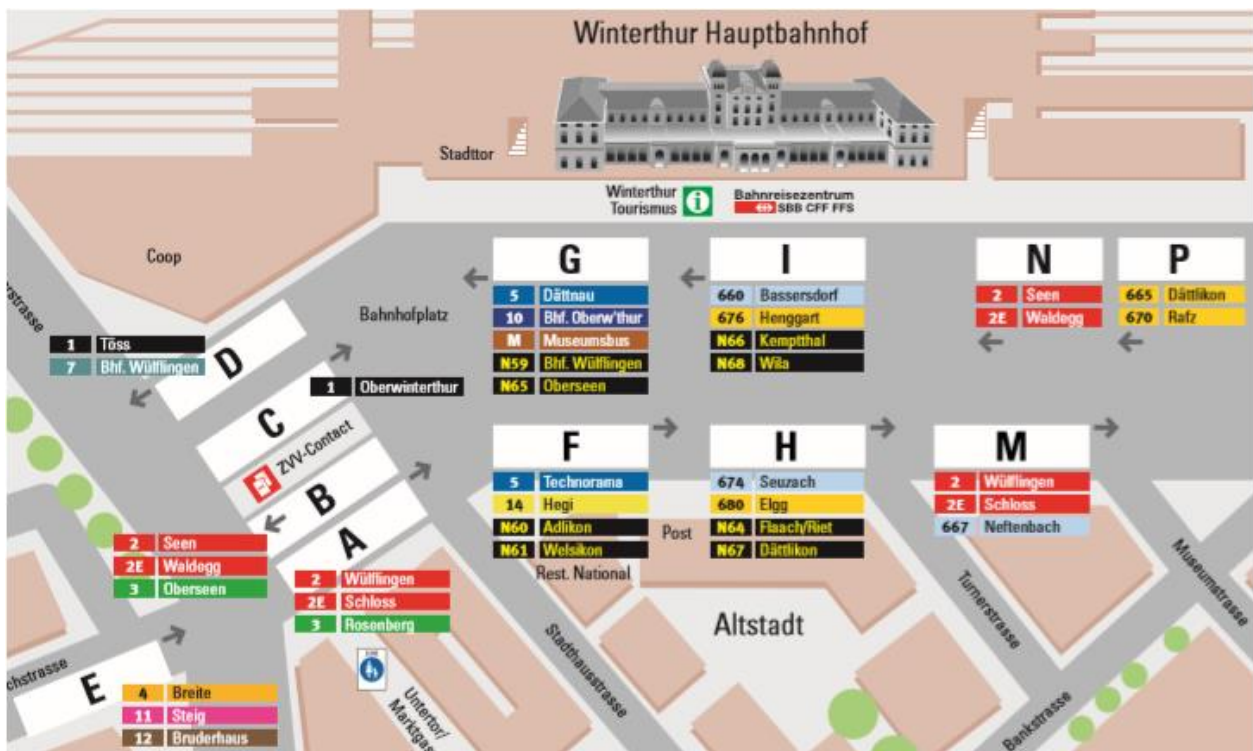 Winterthur Hauptbahnhof
Stadttor
Winterthur
Tourismus
i
Bahnreisezentrum
SBB CFF FFS
Coop
Bahnhofplatz
G
5 Dättnau
10 Bhf. Oberw'thur
M Museumsbus
N59 Bhf. Wülflingen
N65 Oberseen
I
660 Bassersdorf
676 Henggart
N66 Kemptthal
N68 Wila
N
2 Seen
2E Waldegg
P
665 Dättlikon
670 Rafz
1 Töss
7 Bhf. Wülflingen
D
C
1 Oberwinterthur
ZVV-Contact
B
A
F
5 Technorama
14 Hegi
N60 Adlikon
N61 Welsikon
H
674 Seuzach
680 Elgg
N64 Flaach/Riet
N67 Dättlikon
M
2 Wülflingen
2E Schloss
667 Neftenbach
Post
Rest. National
2 Seen
2E Waldegg
3 Oberseen
2 Wülflingen
2E Schloss
3 Rosenberg
Altstadt
Stadthausstrasse
Turnerstrasse
Museumstrasse
Bankstrasse
Untertor/
E
4 Breite
11 Steig
12 Bruderhaus